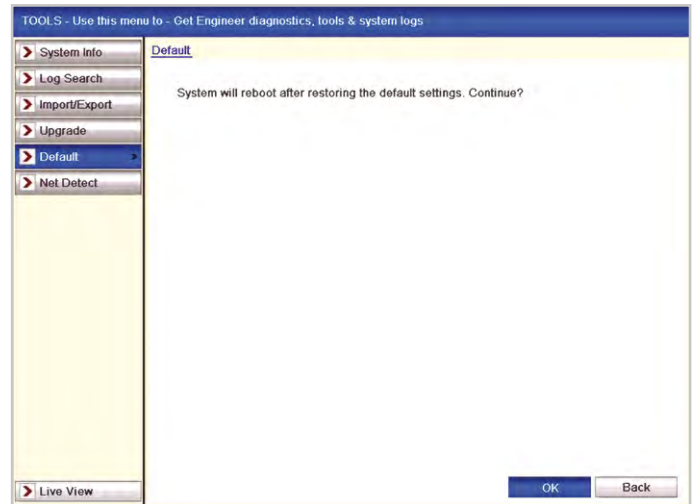 TOOLS - Use this menu to - Get Engineer diagnostics, tools & system logs
System Info
Log Search
Import/Export
Upgrade
Default
Net Detect
Live View
Default
System will reboot after restoring the default settings. Continue?
OK
Back